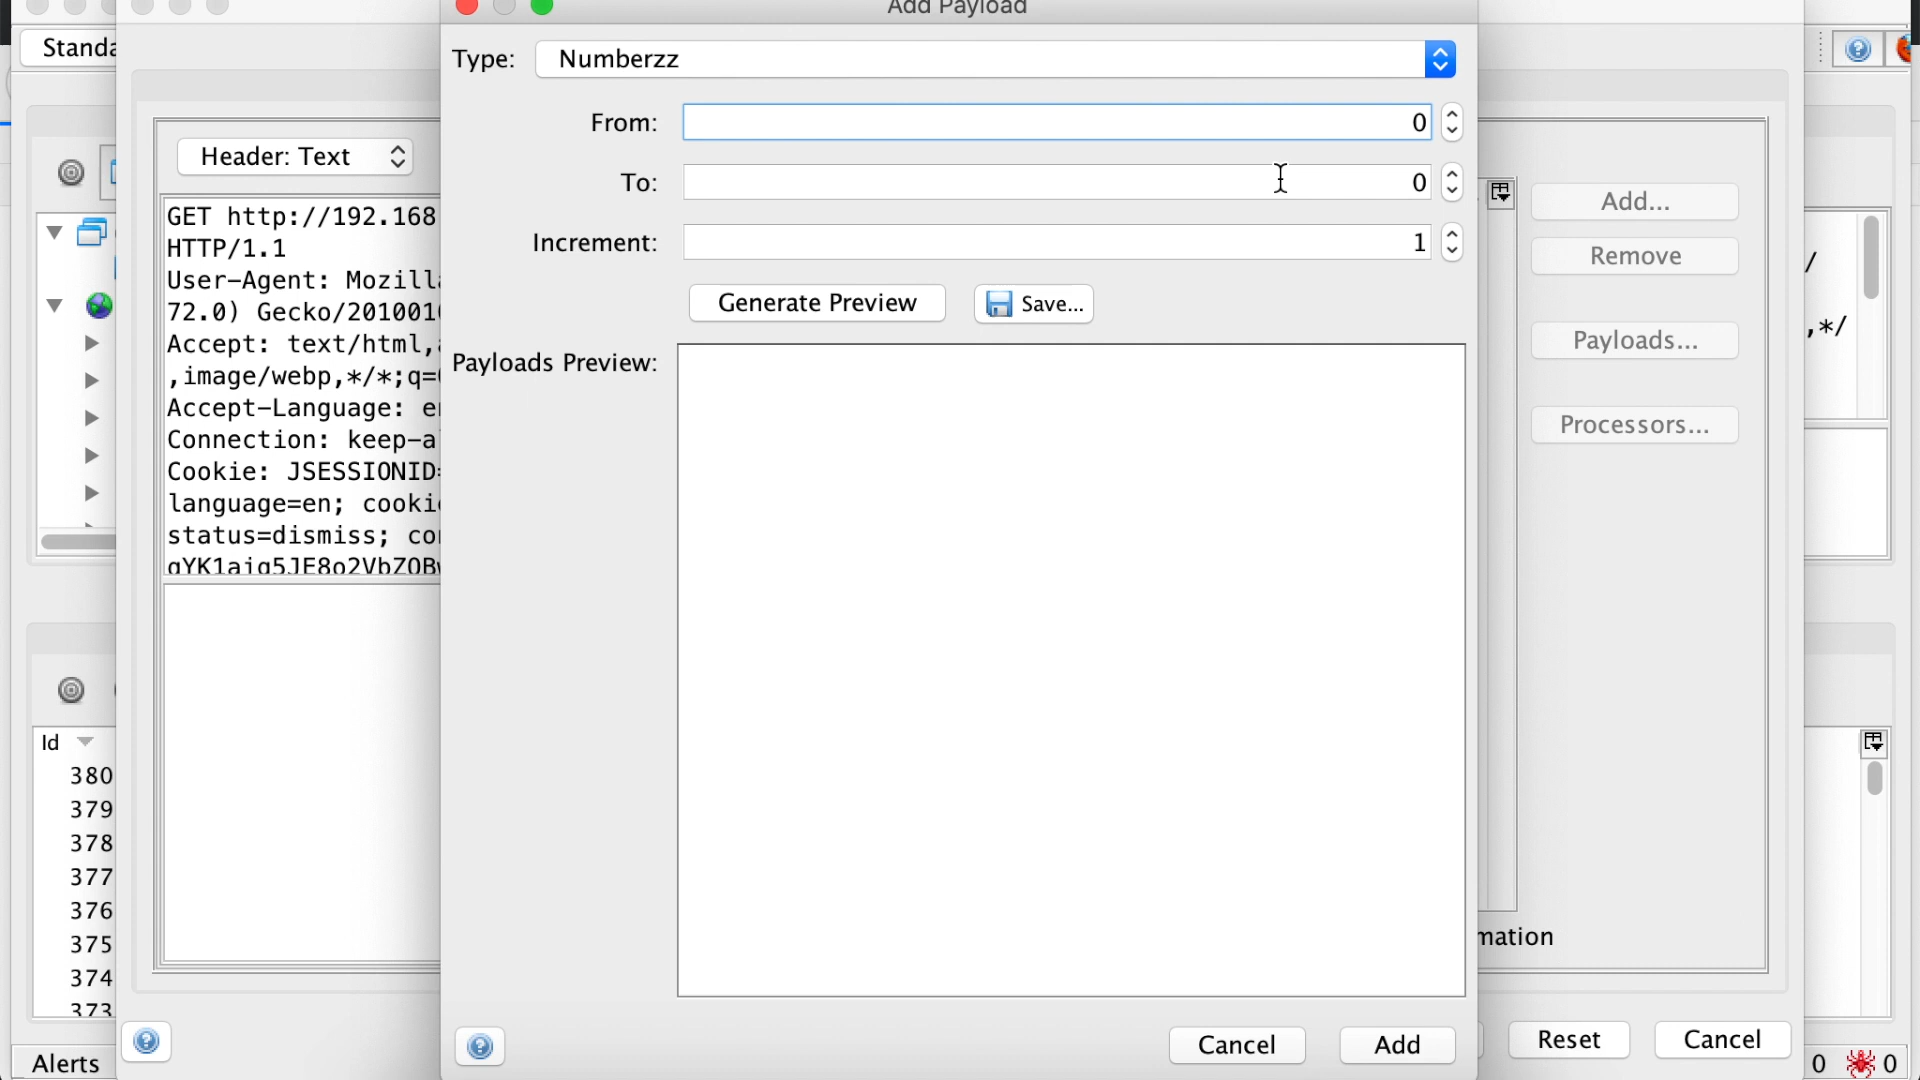 Add Payload
Standa
Type: Numberzz
From: 0
To: 0
Increment: 1
Generate Preview
Save...
Payloads Preview:
Header: Text
GET http://192.168
HTTP/1.1
User-Agent: Mozill
72.0) Gecko/2010010
Accept: text/html,
,image/webp,*/*;q=
Accept-Language: e
Connection: keep-a
Cookie: JSESSIONID
language=en; cooki
status=dismiss; co
qYK1ajg5JE8o2VbZOBw
Add...
Remove
Payloads...
Processors...
/
,*/
mation
Id
380
379
378
377
376
375
374
373
Cancel
Add
Reset
Cancel
Alerts
0
0